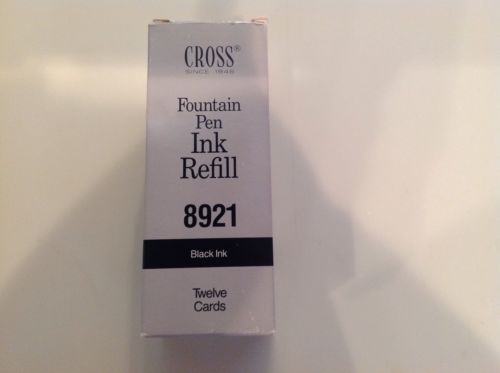 CROSS®
SINCE 1846
Fountain
Pen
Ink
Refill
8921
Black Ink
Twelve
Cards